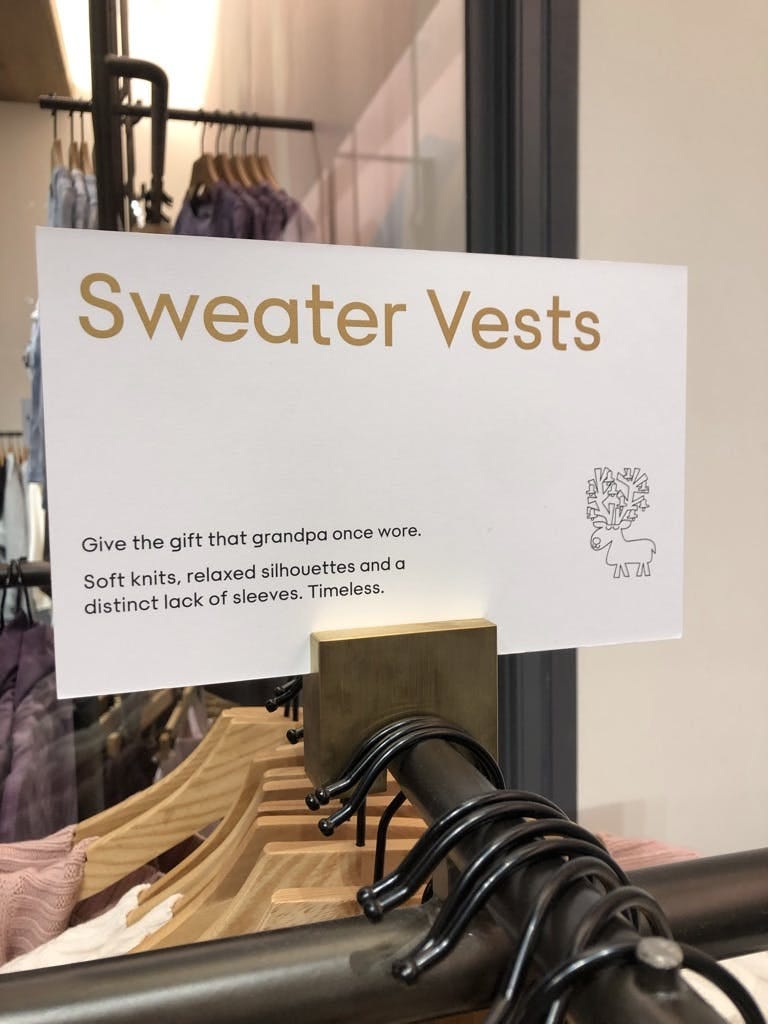 Sweater Vests
Give the gift that grandpa once wore.
Soft knits, relaxed silhouettes and a
distinct lack of sleeves. Timeless.